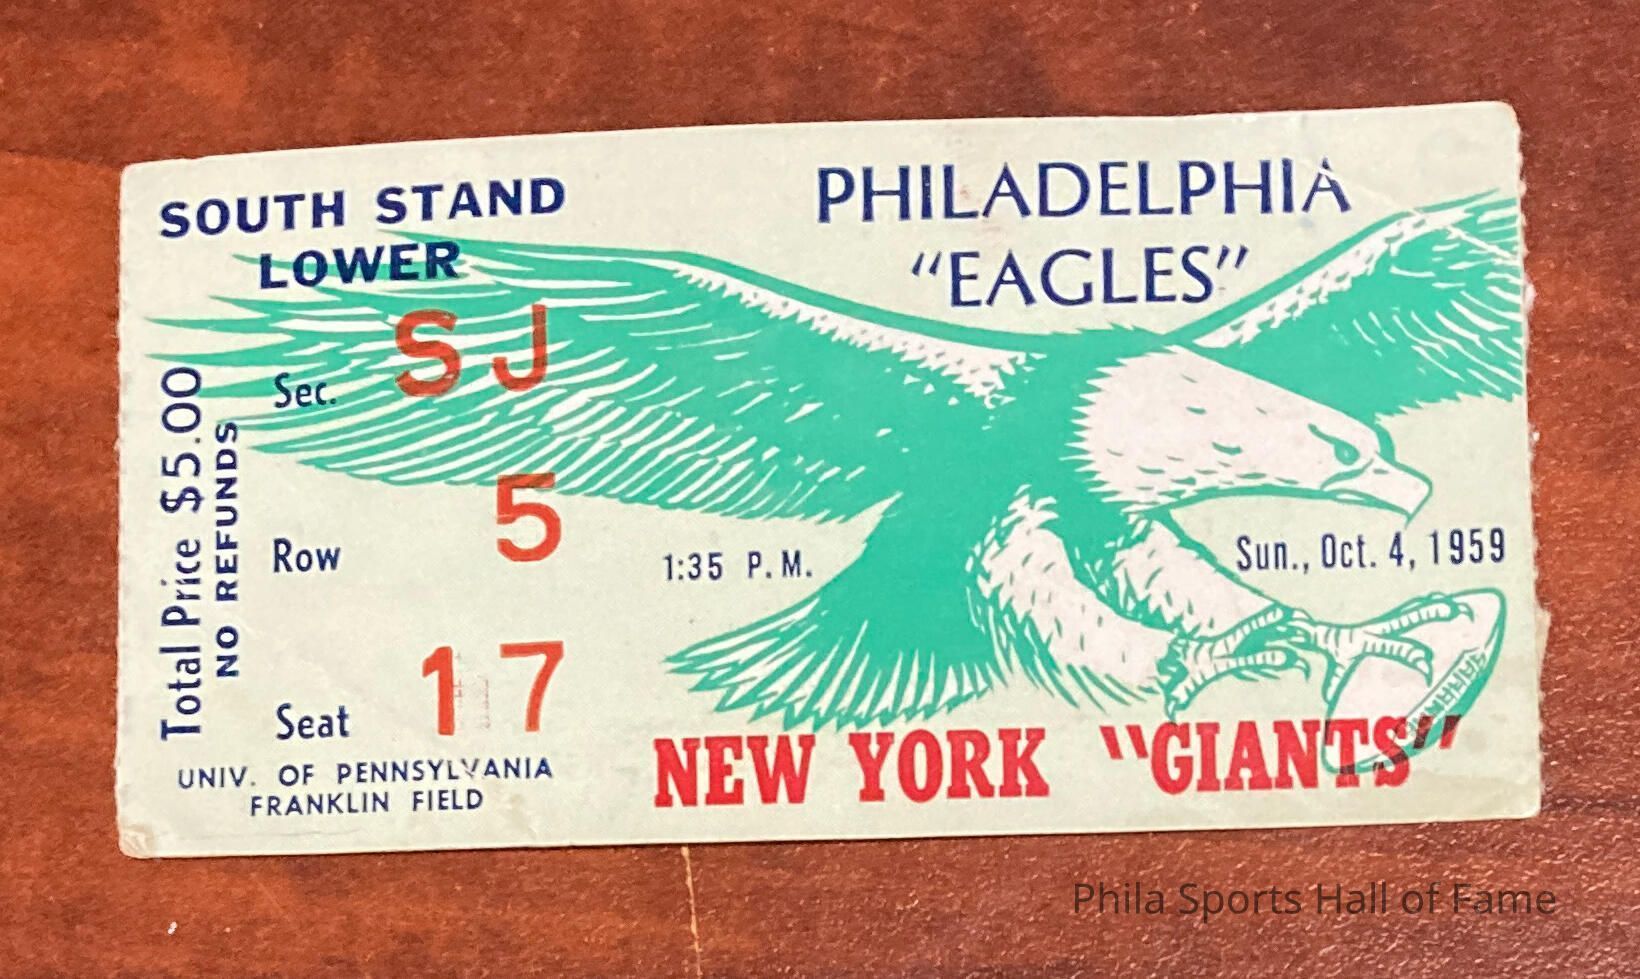 SOUTH STAND
LOWER
Sec. SJ
Row 5
Seat 17
Total Price $5.00
NO REFUNDS
UNIV. OF PENNSYLVANIA
FRANKLIN FIELD
PHILADELPHIA
"EAGLES"
1:35 P.M.
Sun., Oct. 4, 1959
NEW YORK "GIANTS"
Phila Sports Hall of Fame